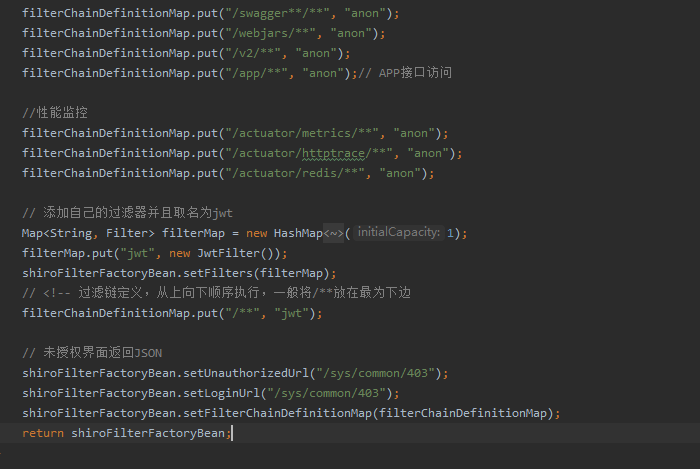 filterChainDefinitionMap.put("/swagger**/**", "anon");
filterChainDefinitionMap.put("/webjars/**", "anon");
filterChainDefinitionMap.put("/v2/**", "anon");
filterChainDefinitionMap.put("/app/**", "anon");// APP接口访问
//性能监控
filterChainDefinitionMap.put("/actuator/metrics/**", "anon");
filterChainDefinitionMap.put("/actuator/httptrace/**", "anon");
filterChainDefinitionMap.put("/actuator/redis/**", "anon");
// 添加自己的过滤器并且取名为jwt
Map<String, Filter> filterMap = new HashMap<~>( initialCapacity: 1);
filterMap.put("jwt", new JwtFilter());
shiroFilterFactoryBean.setFilters(filterMap);
// <!-- 过滤链定义，从上向下顺序执行，一般将/**放在最为下边
filterChainDefinitionMap.put("/**", "jwt");
// 未授权界面返回JSON
shiroFilterFactoryBean.setUnauthorizedUrl("/sys/common/403");
shiroFilterFactoryBean.setLoginUrl("/sys/common/403");
shiroFilterFactoryBean.setFilterChainDefinitionMap(filterChainDefinitionMap);
return shiroFilterFactoryBean;